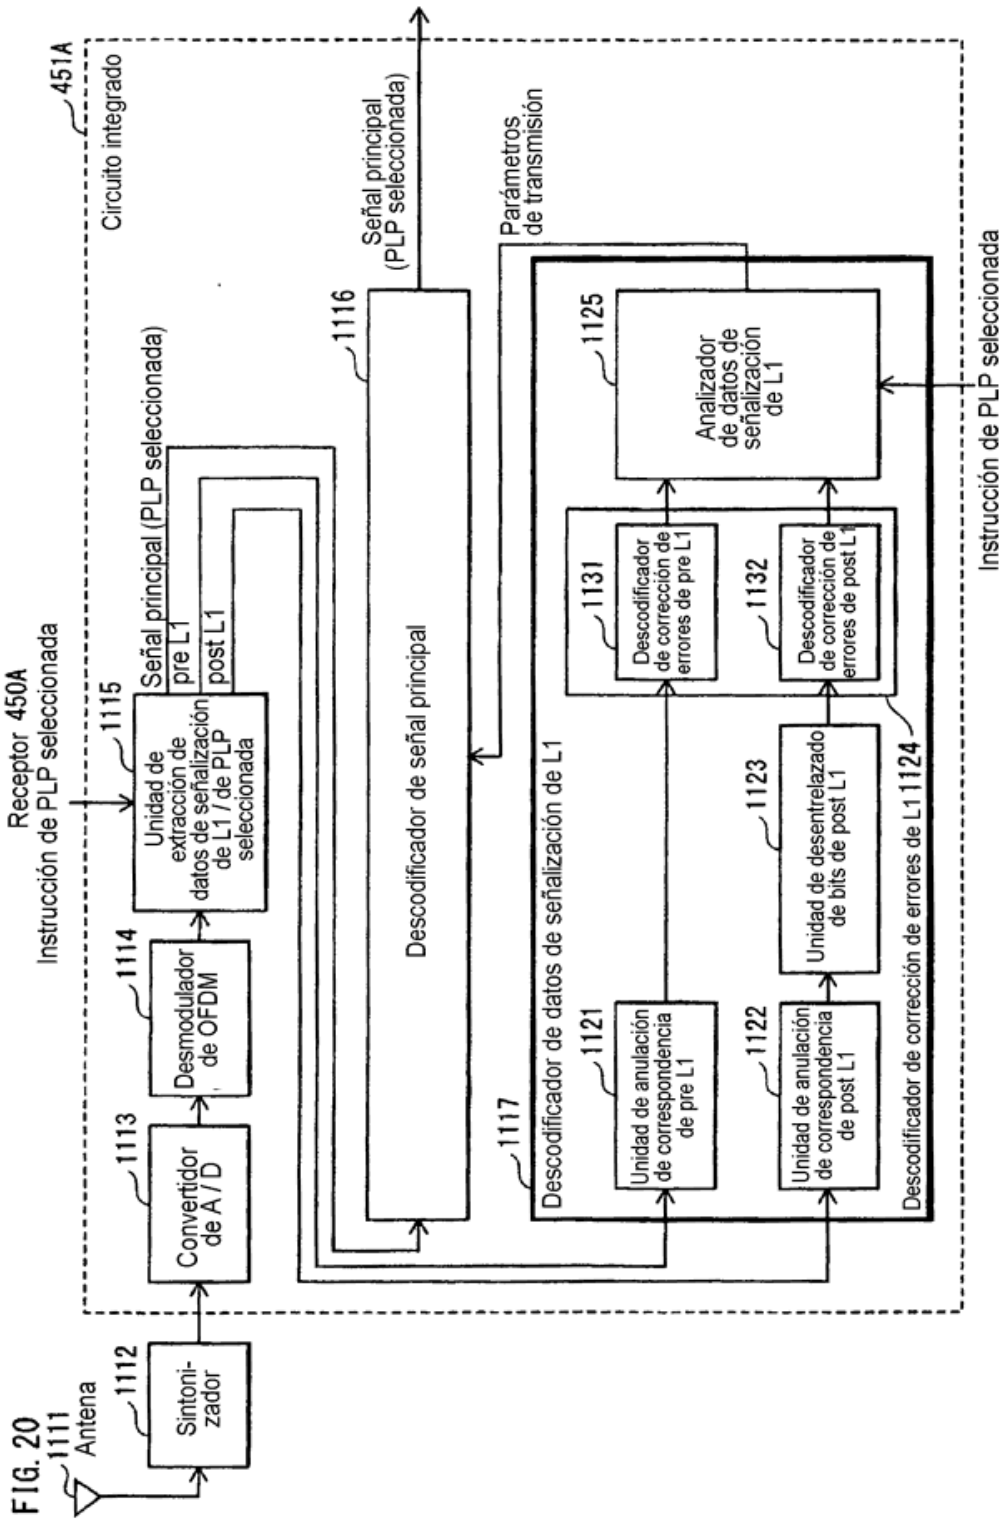 FIG. 20
1111
Antena
1112
Sintoni-
zador
1113
Convertidor
de A / D
1114
Desmodulador
de OFDM
Receptor 450A
Instrucción de PLP seleccionada
1115
Unidad de
extracción de
datos de señalización
de L1 / de PLP
seleccionada
Señal principal (PLP seleccionada)
pre L1
post L1
451A
Circuito integrado
1116
Descodificador de señal principal
Señal principal
(PLP seleccionada)
Parámetros
de transmisión
1117
Descodificador de datos de señalización de L1
1121
Unidad de anulación
de correspondencia
de pre L1
1131
Descodificador
de corrección de
errores de pre L1
1125
Analizador
de datos de
señalización
de L1
1122
Unidad de anulación
de correspondencia
de post L1
1123
Unidad de desentrelazado
de bits de post L1
1132
Descodificador
de corrección de
errores de post L1
Descodificador de corrección de errores de L1 1124
Instrucción de PLP seleccionada